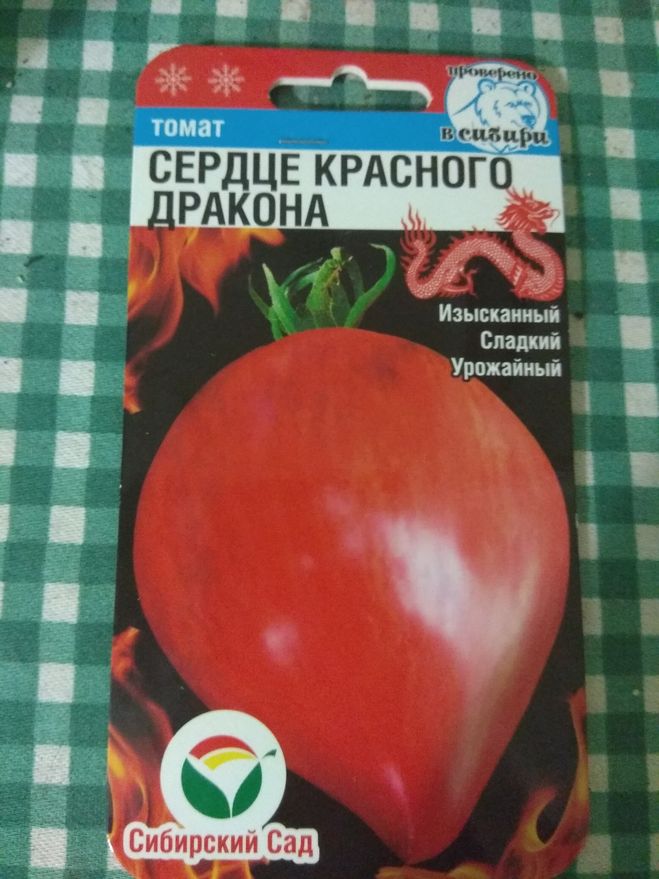 проверено
в сибири
томат
СЕРДЦЕ КРАСНОГО
ДРАКОНА
Изысканный
Сладкий
Урожайный
Сибирский Сад